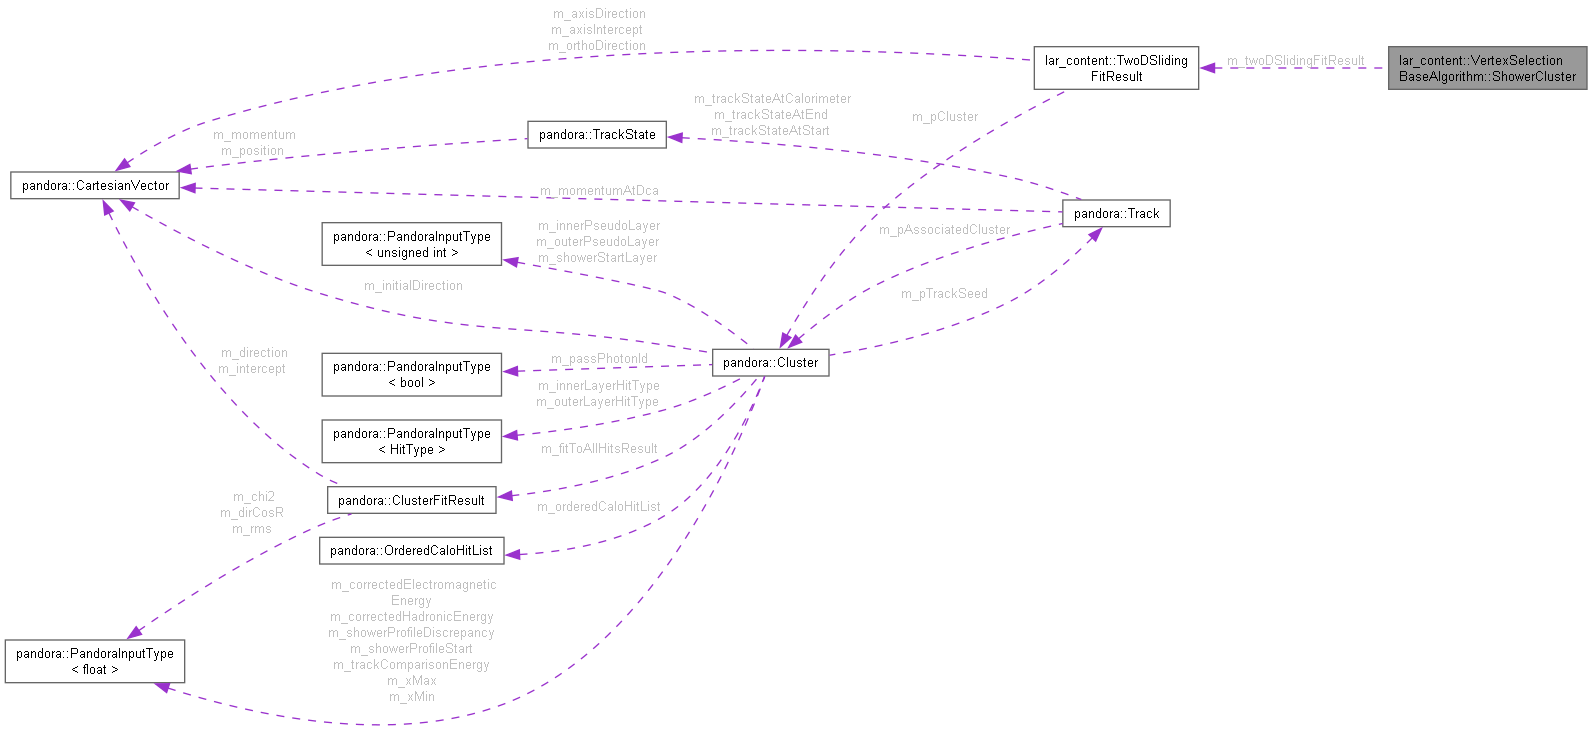 m_axisDirection
m_axisIntercept
m_orthoDirection
lar_content::TwoDSliding
FitResult
m_twoDSlidingFitResult
lar_content::VertexSelection
BaseAlgorithm::ShowerCluster
m_trackStateAtCalorimeter
m_trackStateAtEnd
m_trackStateAtStart
m_pCluster
m_momentum
m_position
pandora::TrackState
pandora::CartesianVector
m_momentumAtDca
pandora::Track
pandora::PandoraInputType
< unsigned int >
m_innerPseudoLayer
m_outerPseudoLayer
m_showerStartLayer
m_pAssociatedCluster
m_initialDirection
m_pTrackSeed
m_direction
m_intercept
pandora::PandoraInputType
< bool >
m_passPhotonId
pandora::Cluster
m_innerLayerHitType
m_outerLayerHitType
pandora::PandoraInputType
< HitType >
m_fitToAllHitsResult
pandora::ClusterFitResult
m_chi2
m_dirCosR
m_rms
m_orderedCaloHitList
pandora::OrderedCaloHitList
m_correctedElectromagnetic
Energy
m_correctedHadronicEnergy
m_showerProfileDiscrepancy
m_showerProfileStart
m_trackComparisonEnergy
m_xMax
m_xMin
pandora::PandoraInputType
< float >